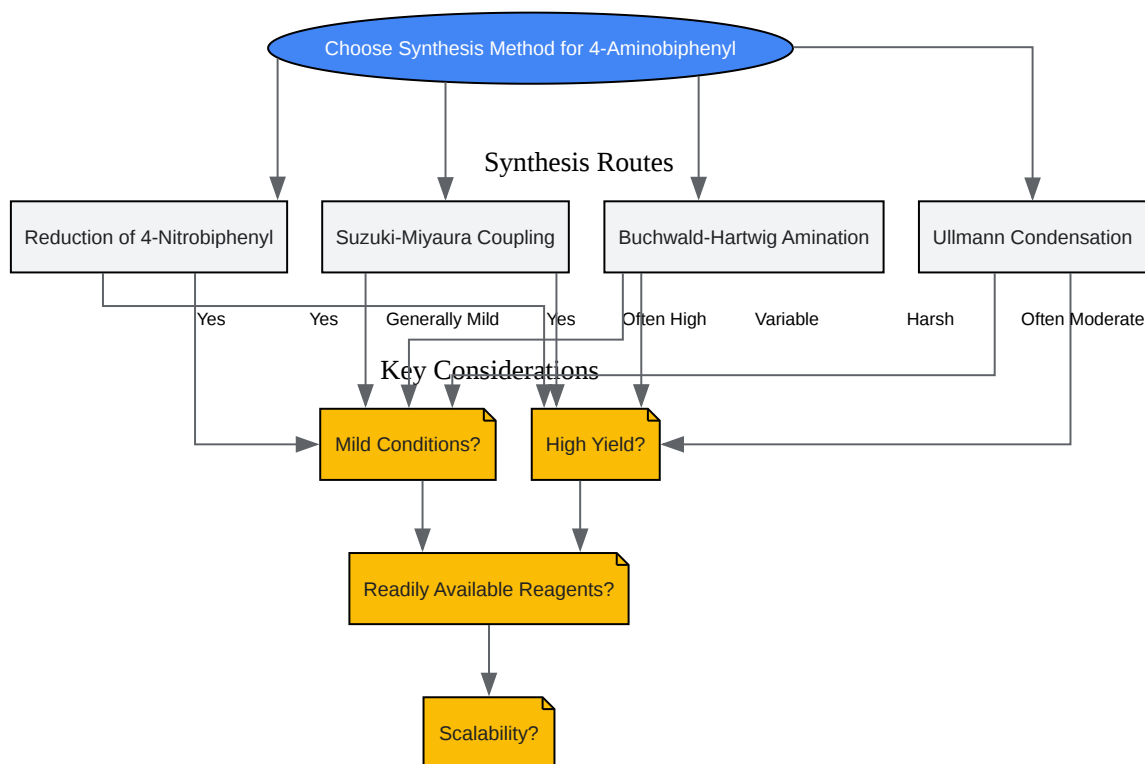 Choose Synthesis Method for 4-Aminobiphenyl
Synthesis Routes
Reduction of 4-Nitrobiphenyl
Suzuki-Miyaura Coupling
Buchwald-Hartwig Amination
Ullmann Condensation
Yes
Yes
Generally Mild
Yes
Often High
Variable
Harsh
Often Moderate
Key Considerations
Mild Conditions?
High Yield?
Readily Available Reagents?
Scalability?